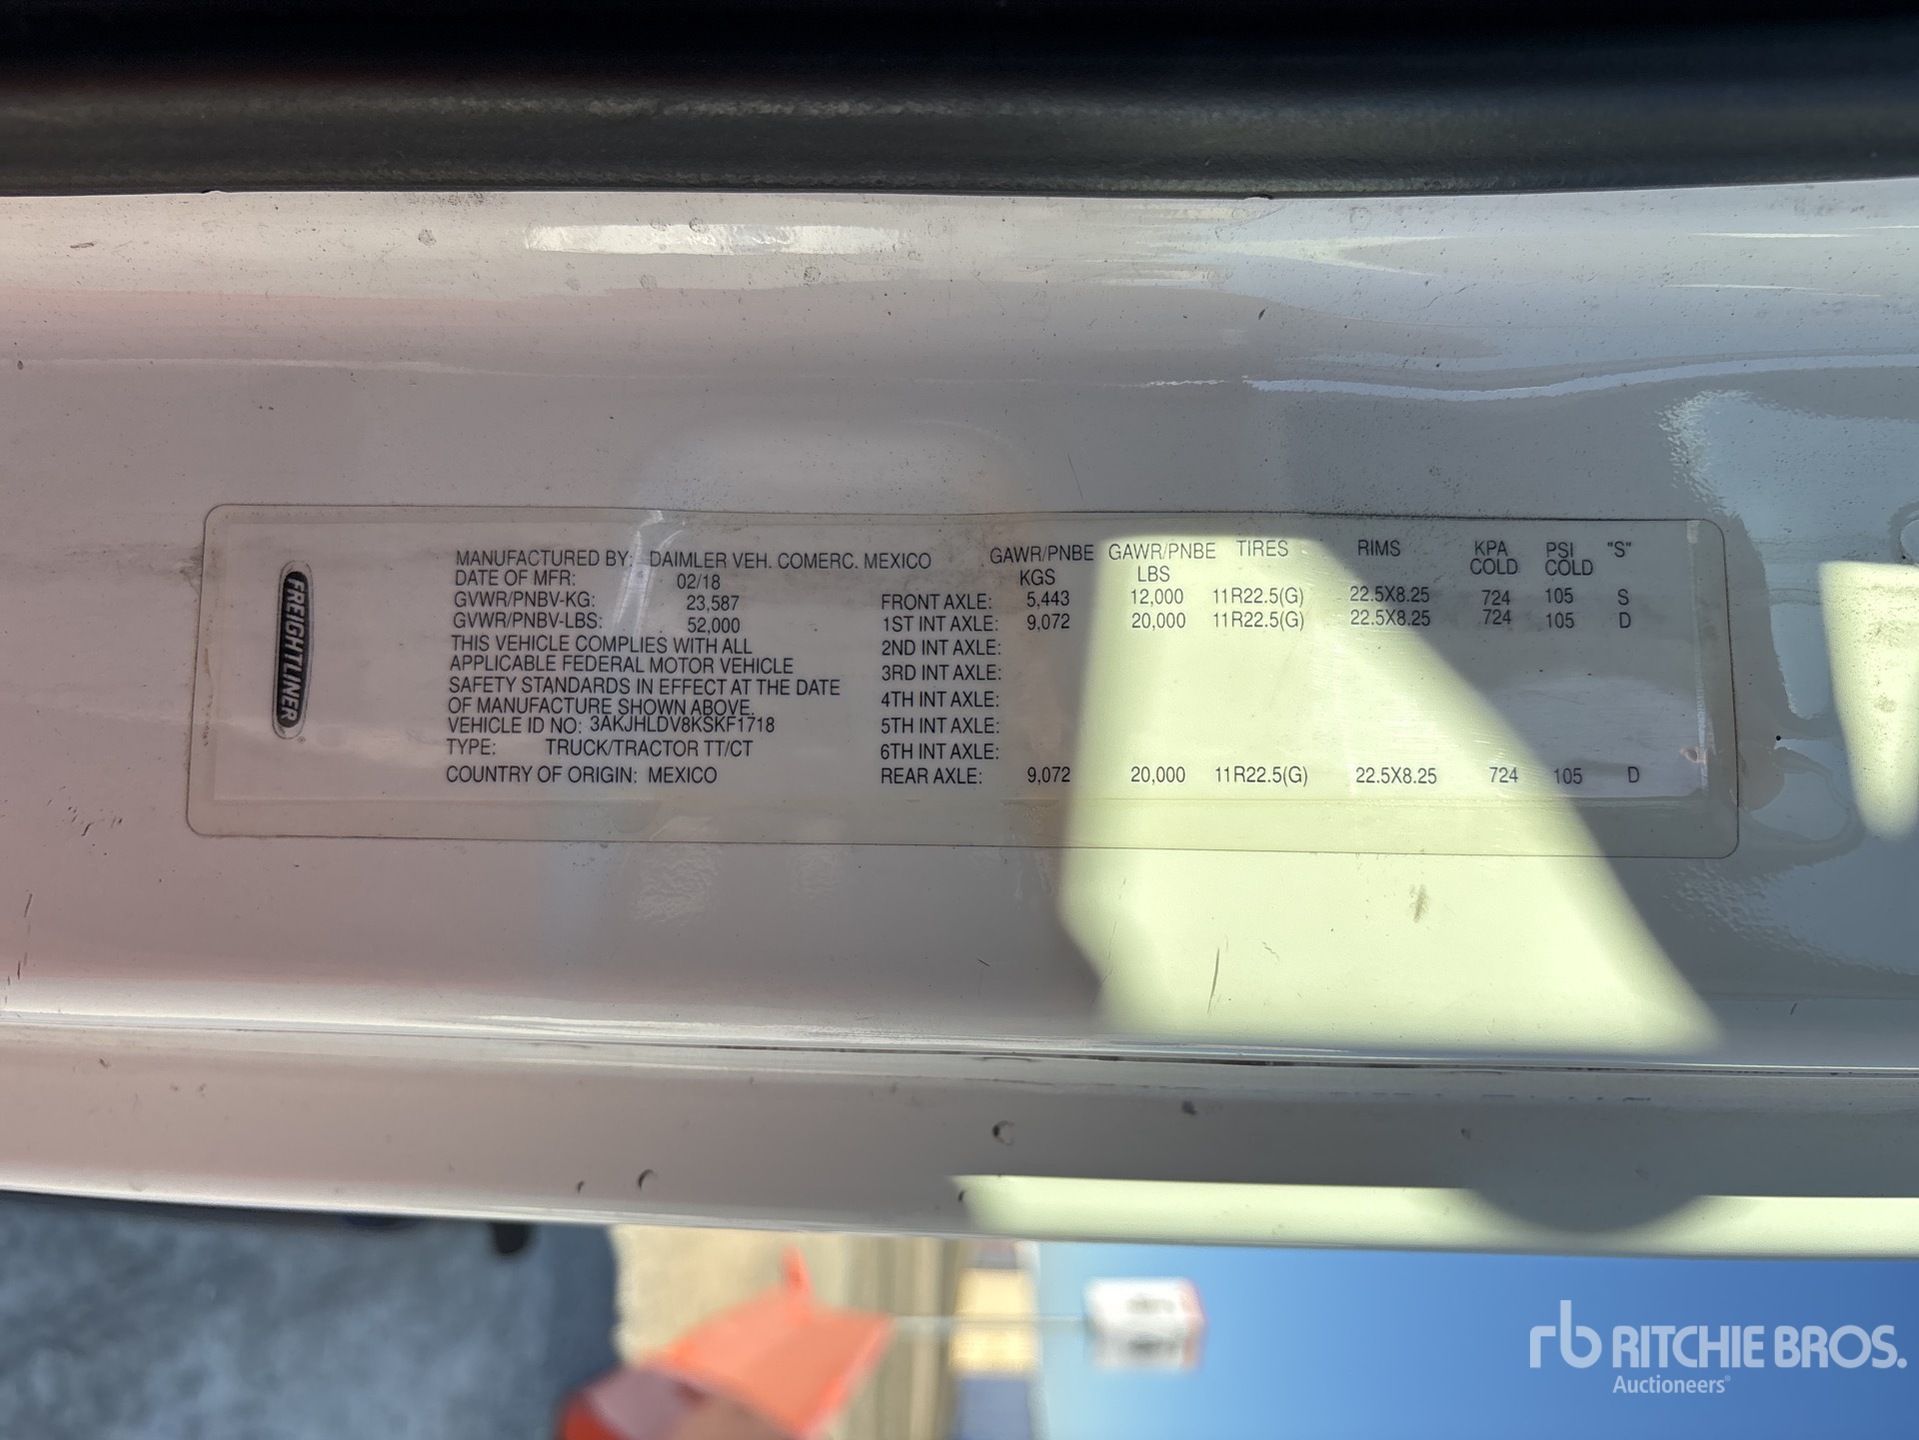 FREIGHTLINER
MANUFACTURED BY: DAIMLER VEH. COMERC. MEXICO
DATE OF MFR: 02/18
GVWR/PNBV-KG: 23,587
GVWR/PNBV-LBS: 52,000
THIS VEHICLE COMPLIES WITH ALL
APPLICABLE FEDERAL MOTOR VEHICLE
SAFETY STANDARDS IN EFFECT AT THE DATE
OF MANUFACTURE SHOWN ABOVE.
VEHICLE ID NO: 3AKJHLDV8KSKF1718
TYPE: TRUCK/TRACTOR TT/CT
COUNTRY OF ORIGIN: MEXICO
GAWR/PNBE GAWR/PNBE TIRES RIMS KPA PSI "S"
KGS LBS COLD COLD
FRONT AXLE: 5,443 12,000 11R22.5(G) 22.5X8.25 724 105 S
1ST INT AXLE: 9,072 20,000 11R22.5(G) 22.5X8.25 724 105 D
2ND INT AXLE:
3RD INT AXLE:
4TH INT AXLE:
5TH INT AXLE:
6TH INT AXLE:
REAR AXLE: 9,072 20,000 11R22.5(G) 22.5X8.25 724 105 D
rb RITCHIE BROS.
Auctioneers®